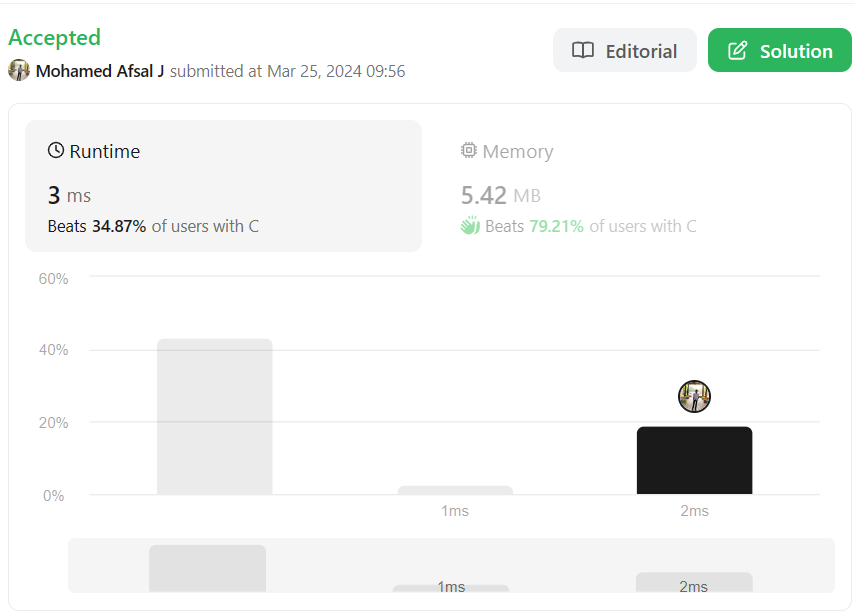 Accepted
Editorial
Solution
Mohamed Afsal J submitted at Mar 25, 2024 09:56
Runtime
Memory
3 ms
5.42 MB
Beats 34.87% of users with C
Beats 79.21% of users with C
60%
40%
20%
0%
1ms
2ms
1ms
2ms